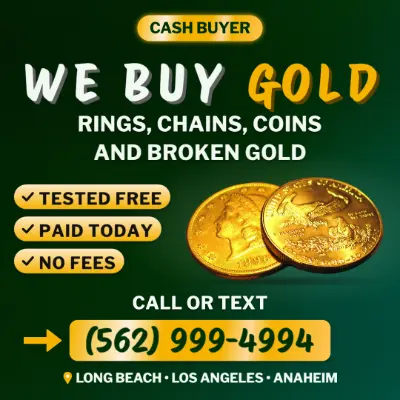 CASH BUYER
WE BUY GOLD
RINGS, CHAINS, COINS
AND BROKEN GOLD
✓ TESTED FREE
✓ PAID TODAY
✓ NO FEES
CALL OR TEXT
→ (562) 999-4994
LONG BEACH • LOS ANGELES • ANAHEIM